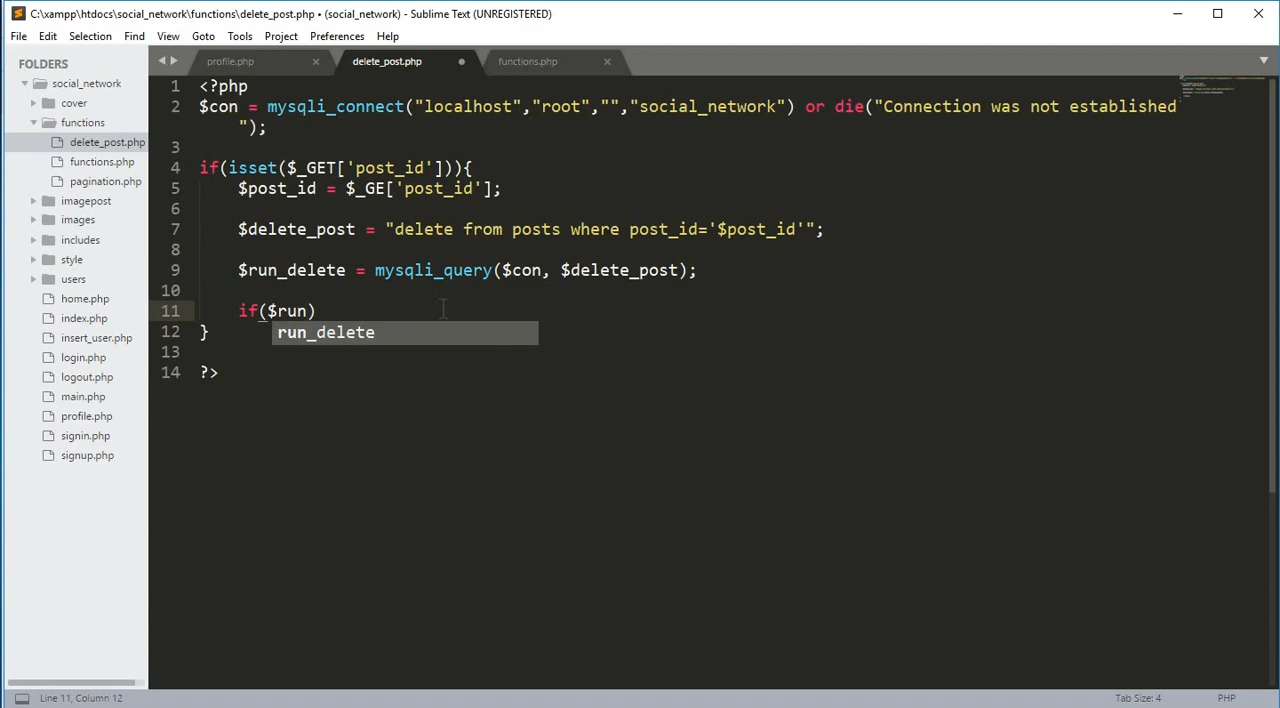 C:\xampp\htdocs\social_network\functions\delete_post.php • (social_network) - Sublime Text (UNREGISTERED)
File Edit Selection Find View Goto Tools Project Preferences Help
FOLDERS
social_network
cover
functions
delete_post.php
functions.php
pagination.php
imagepost
images
includes
style
users
home.php
index.php
insert_user.php
login.php
logout.php
main.php
profile.php
signin.php
signup.php
profile.php delete_post.php functions.php
1 <?php
2 $con = mysqli_connect("localhost","root","","social_network") or die("Connection was not established
");
3
4 if(isset($_GET['post_id'])){
5 $post_id = $_GE['post_id'];
6
7 $delete_post = "delete from posts where post_id='$post_id'";
8
9 $run_delete = mysqli_query($con, $delete_post);
10
11 if($run)
run_delete
12 }
13
14 ?>
Line 11, Column 12 Tab Size: 4 PHP